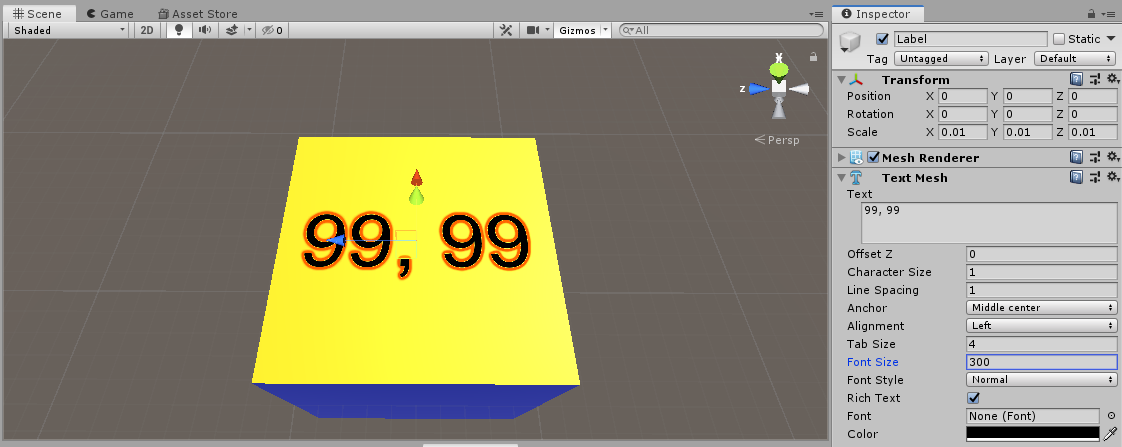 Scene Game Asset Store
Shaded 2D 0 Gizmos All
Y
z
Persp
99, 99
Inspector
Label Static
Tag Untagged Layer Default
Transform
Position X 0 Y 0 Z 0
Rotation X 0 Y 0 Z 0
Scale X 0.01 Y 0.01 Z 0.01
Mesh Renderer
Text Mesh
Text
99, 99
Offset Z 0
Character Size 1
Line Spacing 1
Anchor Middle center
Alignment Left
Tab Size 4
Font Size 300
Font Style Normal
Rich Text
Font None (Font)
Color